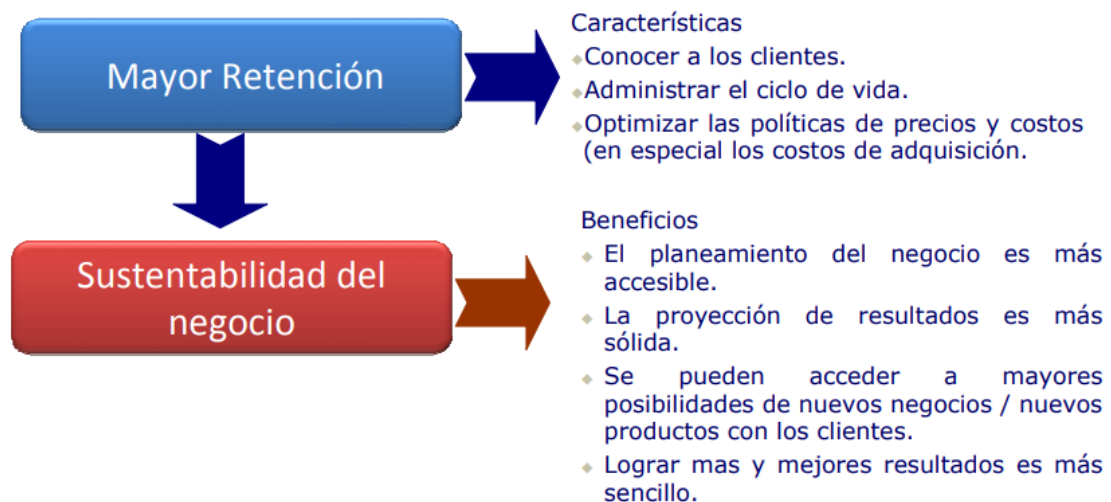 Mayor Retención
Características
Conocer a los clientes.
Administrar el ciclo de vida.
Optimizar las políticas de precios y costos
(en especial los costos de adquisición.
Sustentabilidad del
negocio
Beneficios
El planeamiento del negocio es más
accesible.
La proyección de resultados es más
sólida.
Se pueden acceder a mayores
posibilidades de nuevos negocios / nuevos
productos con los clientes.
Lograr mas y mejores resultados es más
sencillo.